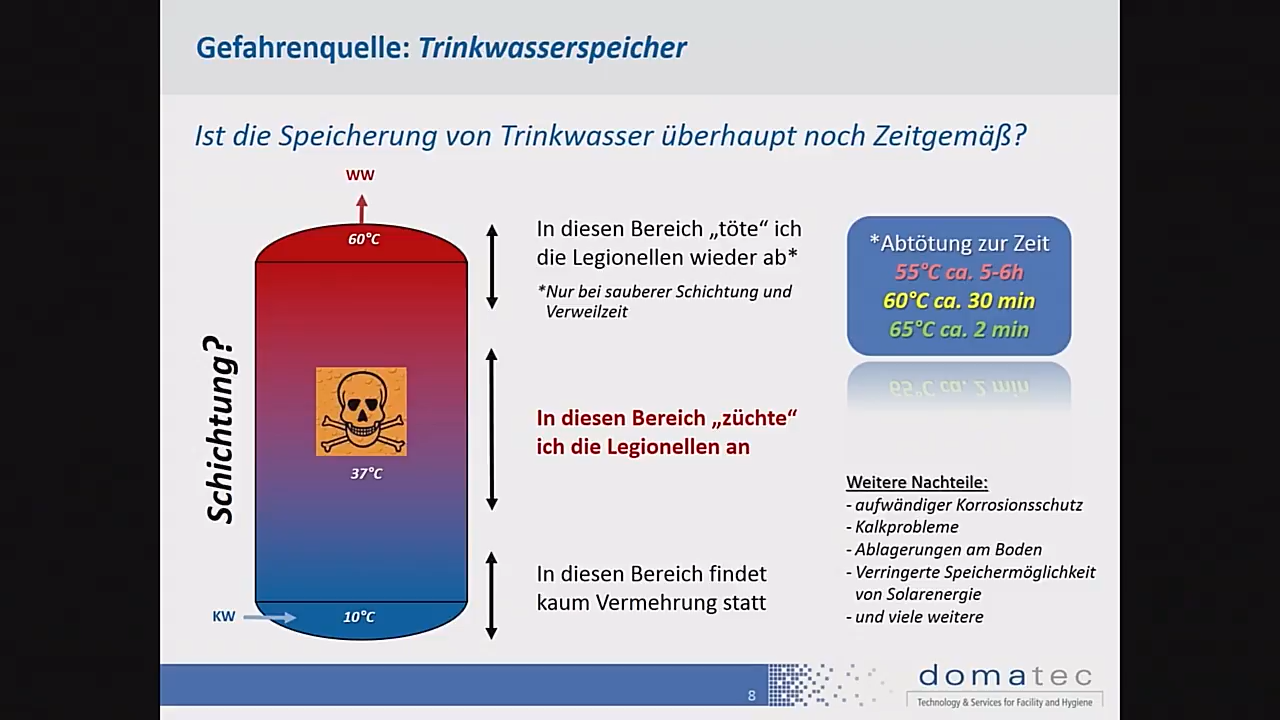 Gefahrenquelle: Trinkwasserspeicher
Ist die Speicherung von Trinkwasser überhaupt noch Zeitgemäß?
WW
60°C
Schichtung?
37°C
KW
10°C
In diesen Bereich „töte“ ich
die Legionellen wieder ab*
*Nur bei sauberer Schichtung und
Verweilzeit
In diesen Bereich „züchte“
ich die Legionellen an
In diesen Bereich findet
kaum Vermehrung statt
*Abtötung zur Zeit
55°C ca. 5-6h
60°C ca. 30 min
65°C ca. 2 min
Weitere Nachteile:
- aufwändiger Korrosionsschutz
- Kalkprobleme
- Ablagerungen am Boden
- Verringerte Speichermöglichkeit
von Solarenergie
- und viele weitere
8
domatec
Technology & Services for Facility and Hygiene